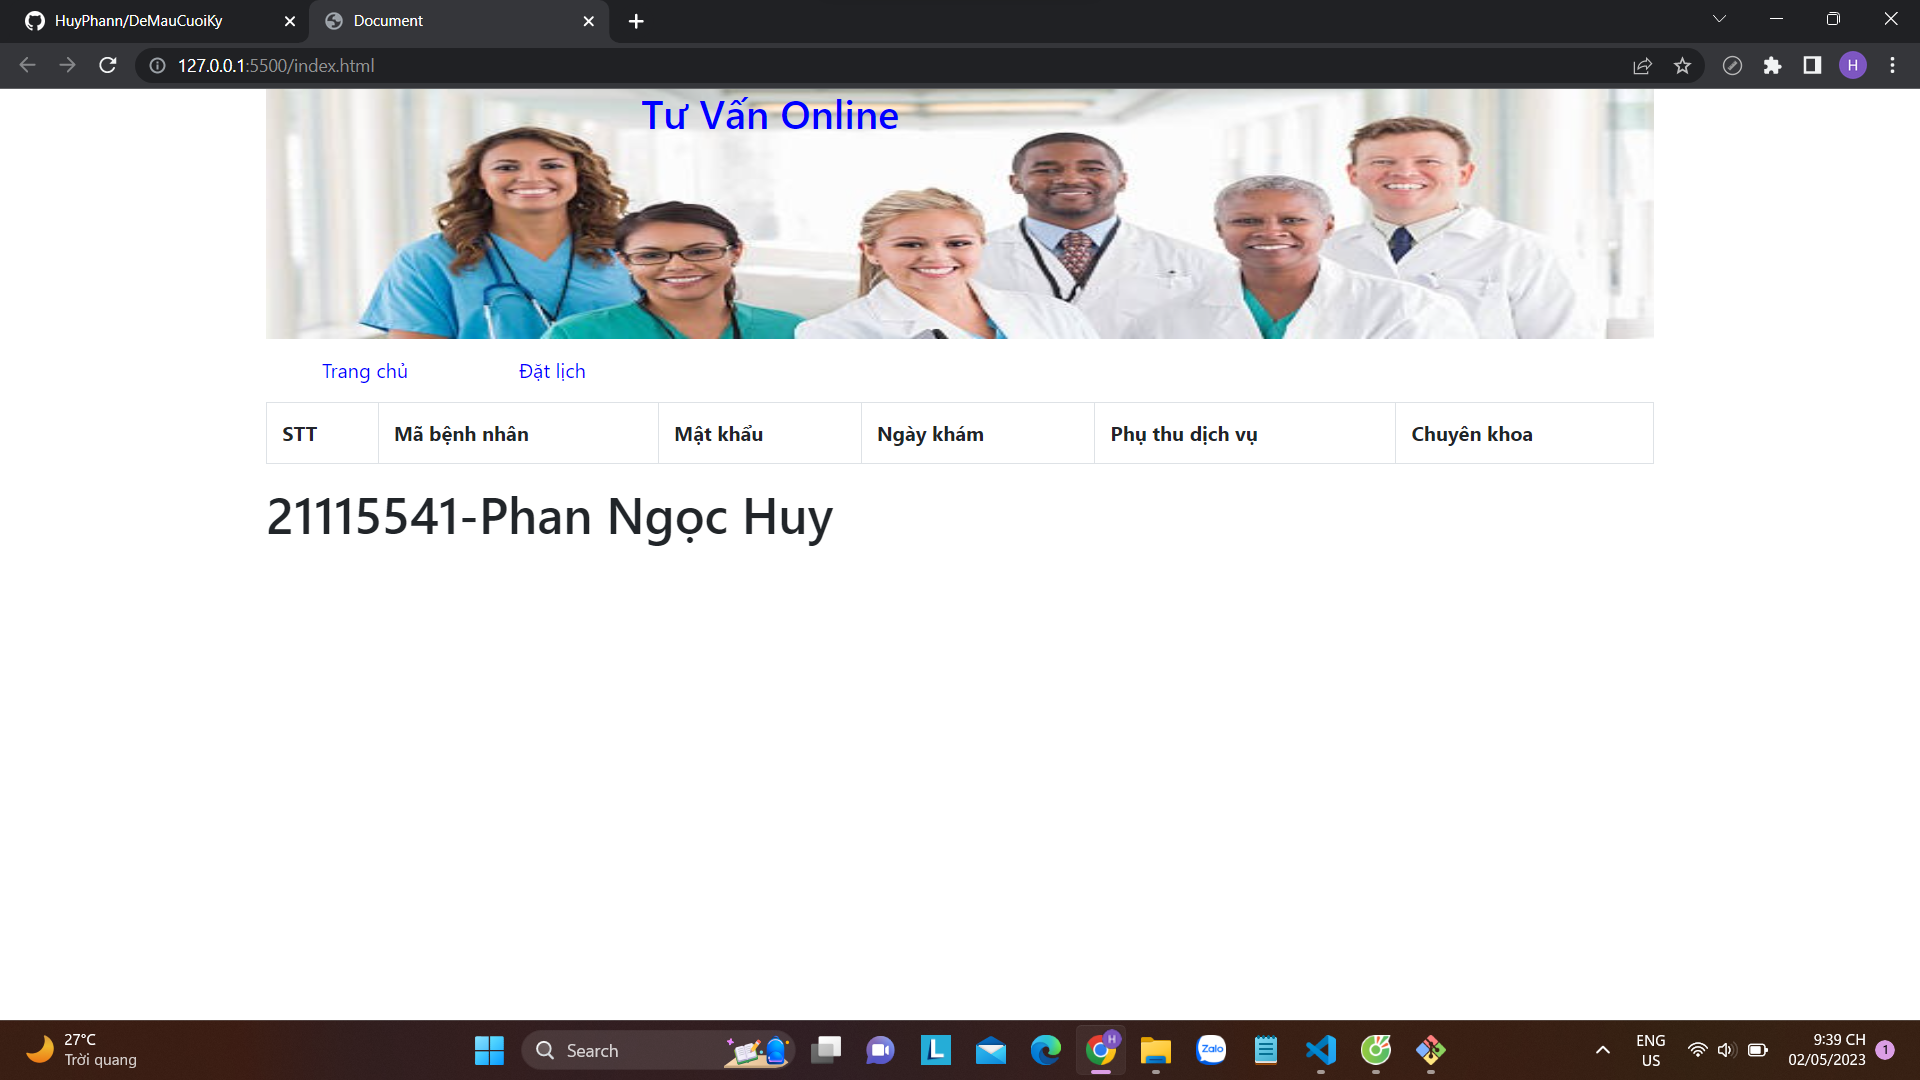 HuyPhann/DeMauCuoiKy
Document
127.0.0.1:5500/index.html
H
Tư Vấn Online
Trang chủ Đặt lịch
STT Mã bệnh nhân Mật khẩu Ngày khám Phụ thu dịch vụ Chuyên khoa
21115541-Phan Ngọc Huy
27°C
Trời quang
Search
L
H
Zalo
ENG
US
9:39 CH
02/05/2023
1